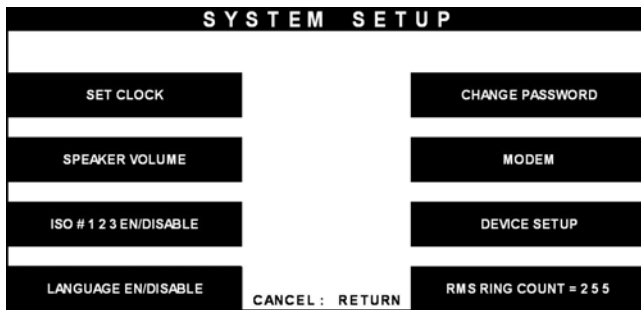 SYSTEM SETUP
SET CLOCK
CHANGE PASSWORD
SPEAKER VOLUME
MODEM
ISO # 1 2 3 EN/DISABLE
DEVICE SETUP
LANGUAGE EN/DISABLE
CANCEL : RETURN
RMS RING COUNT = 2 5 5